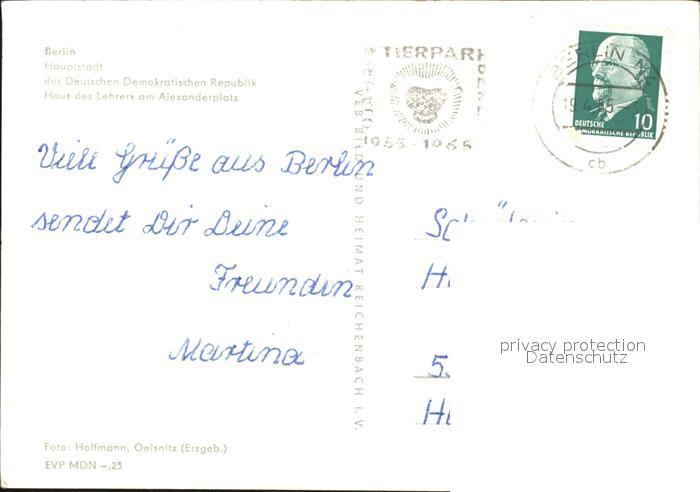 Berlin
Hauptstadt
der Deutschen Demokratischen Republik
Haus des Lehrers am Alexanderplatz
TIERPARK
BERLIN
1955-1965
BERLIN
cb
10
DEUTSCHE
DEMOKRATISCHE REPUBLIK
Viele Grüße aus Berlin
sendet Dir Deine
Freundin
Martina
VEB BILD UND HEIMAT REICHENBACH I. V.
privacy protection
Datenschutz
Foto: Hoffmann, Oelsnitz (Erzgeb.)
EVP MDN –,25